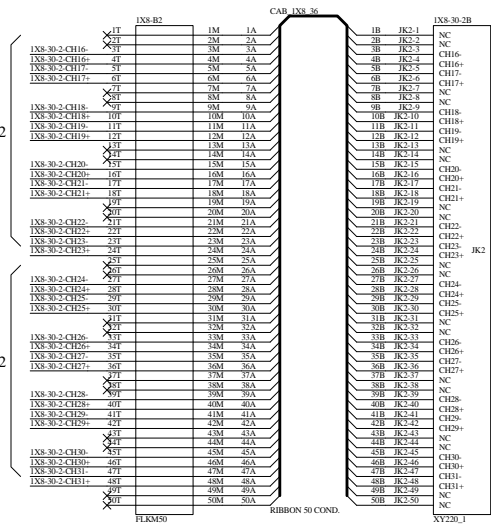 CAB_1X8_36
1X8-B2 1X8-30-2B
1T 1M 1A 1B JK2-1 NC
2T 2M 2A 2B JK2-2 NC
1X8-30-2-CH16- 3T 3M 3A 3B JK2-3 CH16-
1X8-30-2-CH16+ 4T 4M 4A 4B JK2-4 CH16+
1X8-30-2-CH17- 5T 5M 5A 5B JK2-5 CH17-
1X8-30-2-CH17+ 6T 6M 6A 6B JK2-6 CH17+
7T 7M 7A 7B JK2-7 NC
8T 8M 8A 8B JK2-8 NC
1X8-30-2-CH18- 9T 9M 9A 9B JK2-9 CH18-
1X8-30-2-CH18+ 10T 10M 10A 10B JK2-10 CH18+
1X8-30-2-CH19- 11T 11M 11A 11B JK2-11 CH19-
2 1X8-30-2-CH19+ 12T 12M 12A 12B JK2-12 CH19+
13T 13M 13A 13B JK2-13 NC
14T 14M 14A 14B JK2-14 NC
1X8-30-2-CH20- 15T 15M 15A 15B JK2-15 CH20-
1X8-30-2-CH20+ 16T 16M 16A 16B JK2-16 CH20+
1X8-30-2-CH21- 17T 17M 17A 17B JK2-17 CH21-
1X8-30-2-CH21+ 18T 18M 18A 18B JK2-18 CH21+
19T 19M 19A 19B JK2-19 NC
20T 20M 20A 20B JK2-20 NC
1X8-30-2-CH22- 21T 21M 21A 21B JK2-21 CH22-
1X8-30-2-CH22+ 22T 22M 22A 22B JK2-22 CH22+
1X8-30-2-CH23- 23T 23M 23A 23B JK2-23 CH23-
1X8-30-2-CH23+ 24T 24M 24A 24B JK2-24 CH23+ JK2
25T 25M 25A 25B JK2-25 NC
26T 26M 26A 26B JK2-26 NC
1X8-30-2-CH24- 27T 27M 27A 27B JK2-27 CH24-
1X8-30-2-CH24+ 28T 28M 28A 28B JK2-28 CH24+
1X8-30-2-CH25- 29T 29M 29A 29B JK2-29 CH25-
1X8-30-2-CH25+ 30T 30M 30A 30B JK2-30 CH25+
31T 31M 31A 31B JK2-31 NC
32T 32M 32A 32B JK2-32 NC
1X8-30-2-CH26- 33T 33M 33A 33B JK2-33 CH26-
1X8-30-2-CH26+ 34T 34M 34A 34B JK2-34 CH26+
2 1X8-30-2-CH27- 35T 35M 35A 35B JK2-35 CH27-
1X8-30-2-CH27+ 36T 36M 36A 36B JK2-36 CH27+
37T 37M 37A 37B JK2-37 NC
38T 38M 38A 38B JK2-38 NC
1X8-30-2-CH28- 39T 39M 39A 39B JK2-39 CH28-
1X8-30-2-CH28+ 40T 40M 40A 40B JK2-40 CH28+
1X8-30-2-CH29- 41T 41M 41A 41B JK2-41 CH29-
1X8-30-2-CH29+ 42T 42M 42A 42B JK2-42 CH29+
43T 43M 43A 43B JK2-43 NC
44T 44M 44A 44B JK2-44 NC
1X8-30-2-CH30- 45T 45M 45A 45B JK2-45 CH30-
1X8-30-2-CH30+ 46T 46M 46A 46B JK2-46 CH30+
1X8-30-2-CH31- 47T 47M 47A 47B JK2-47 CH31-
1X8-30-2-CH31+ 48T 48M 48A 48B JK2-48 CH31+
49T 49M 49A 49B JK2-49 NC
50T 50M 50A 50B JK2-50 NC
RIBBON 50 COND.
FLKM50 XY220_1